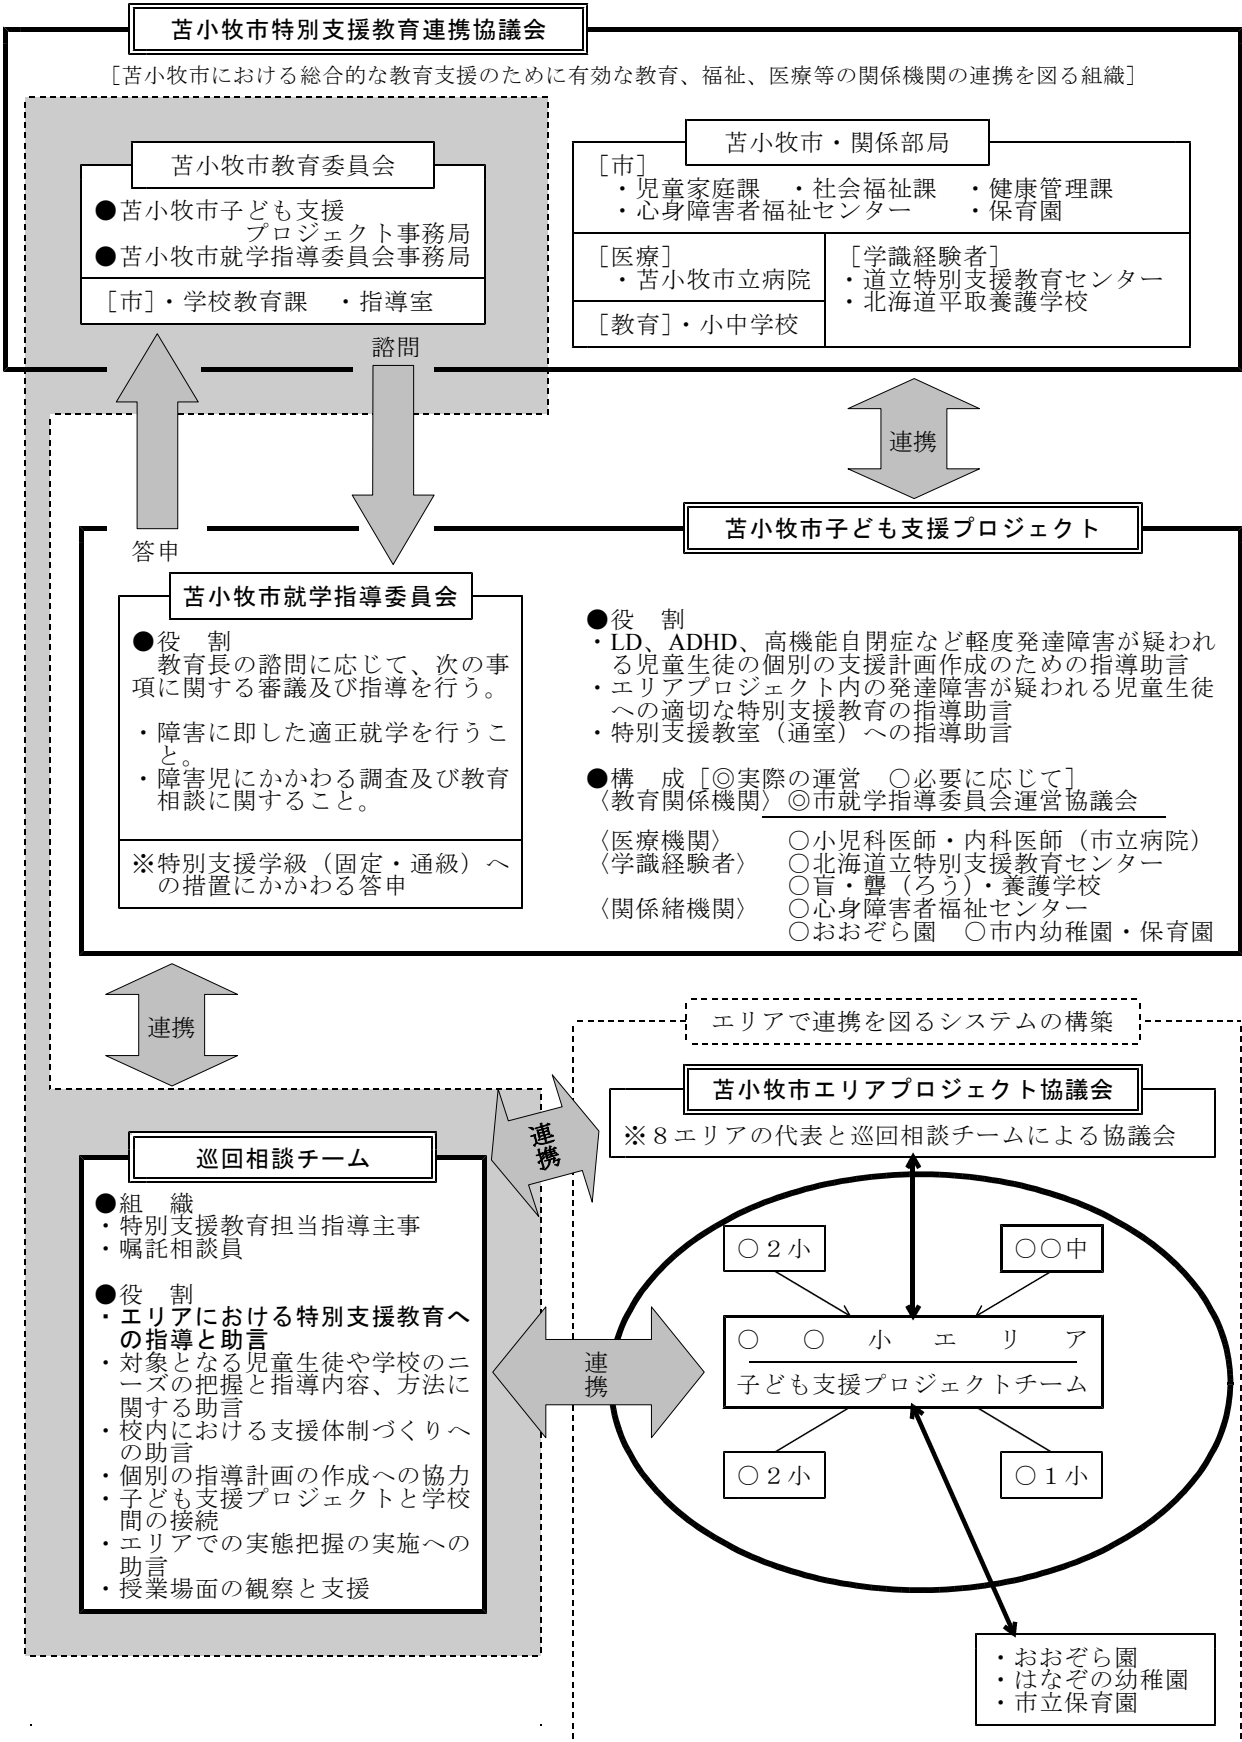 苫小牧市特別支援教育連携協議会
［苫小牧市における総合的な教育支援のために有効な教育、福祉、医療等の関係機関の連携を図る組織］
苫小牧市教育委員会
●苫小牧市子ども支援
プロジェクト事務局
●苫小牧市就学指導委員会事務局
［市］・学校教育課　・指導室
苫小牧市・関係部局
［市］
・児童家庭課　・社会福祉課　・健康管理課
・心身障害者福祉センター　　・保育園
［医療］
・苫小牧市立病院
［教育］・小中学校
［学識経験者］
・道立特別支援教育センター
・北海道平取養護学校
諮問
連携
答申
苫小牧市子ども支援プロジェクト
苫小牧市就学指導委員会
●役　割
教育長の諮問に応じて、次の事
項に関する審議及び指導を行う。
・障害に即した適正就学を行うこ
と。
・障害児にかかわる調査及び教育
相談に関すること。
※特別支援学級（固定・通級）へ
の措置にかかわる答申
●役　割
・LD、ADHD、高機能自閉症など軽度発達障害が疑われ
る児童生徒の個別の支援計画作成のための指導助言
・エリアプロジェクト内の発達障害が疑われる児童生徒
への適切な特別支援教育の指導助言
・特別支援教室（通室）への指導助言
●構　成［◎実際の運営　○必要に応じて］
〈教育関係機関〉◎市就学指導委員会運営協議会
〈医療機関〉　　○小児科医師・内科医師（市立病院）
〈学識経験者〉　○北海道立特別支援教育センター
○盲・聾（ろう）・養護学校
〈関係緒機関〉　○心身障害者福祉センター
○おおぞら園　○市内幼稚園・保育園
連携
エリアで連携を図るシステムの構築
苫小牧市エリアプロジェクト協議会
※８エリアの代表と巡回相談チームによる協議会
連携
巡回相談チーム
●組　織
・特別支援教育担当指導主事
・嘱託相談員
●役　割
・エリアにおける特別支援教育へ
の指導と助言
・対象となる児童生徒や学校のニ
ーズの把握と指導内容、方法に
関する助言
・校内における支援体制づくりへ
の助言
・個別の指導計画の作成への協力
・子ども支援プロジェクトと学校
間の接続
・エリアでの実態把握の実施への
助言
・授業場面の観察と支援
連携
○２小
○○中
○　○　小　エ　リ　ア
子ども支援プロジェクトチーム
○２小
○１小
・おおぞら園
・はなぞの幼稚園
・市立保育園